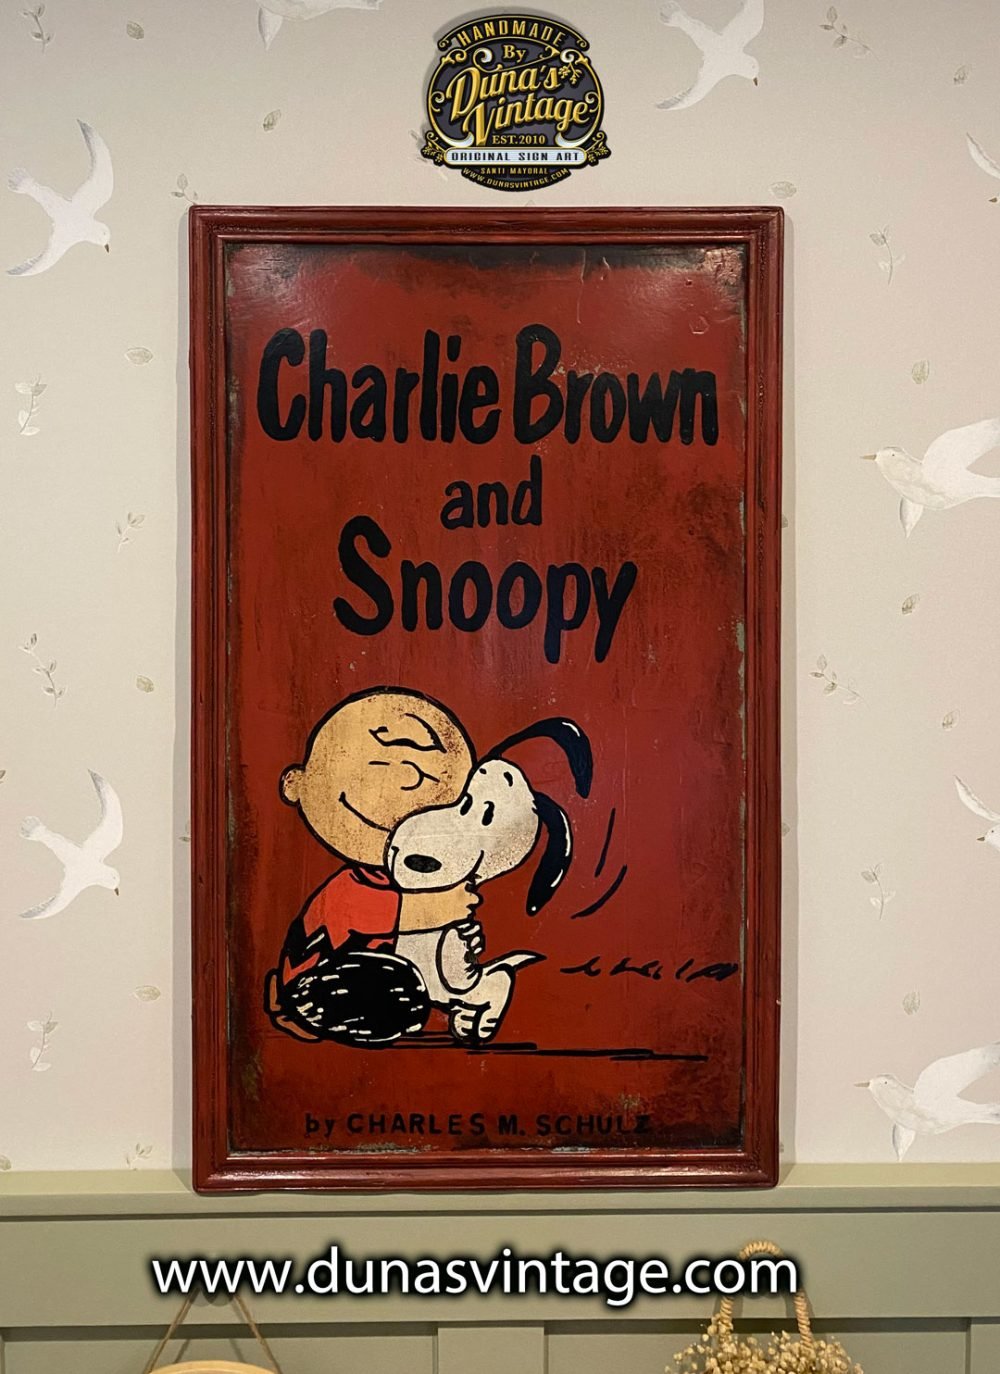 HANDMADE
By
Duna's
Vintage
EST. 2010
ORIGINAL SIGN ART
SANTI MAYORAL
WWW.DUNASVINTAGE.COM
Charlie Brown
and
Snoopy
by CHARLES M. SCHULZ
www.dunasvintage.com